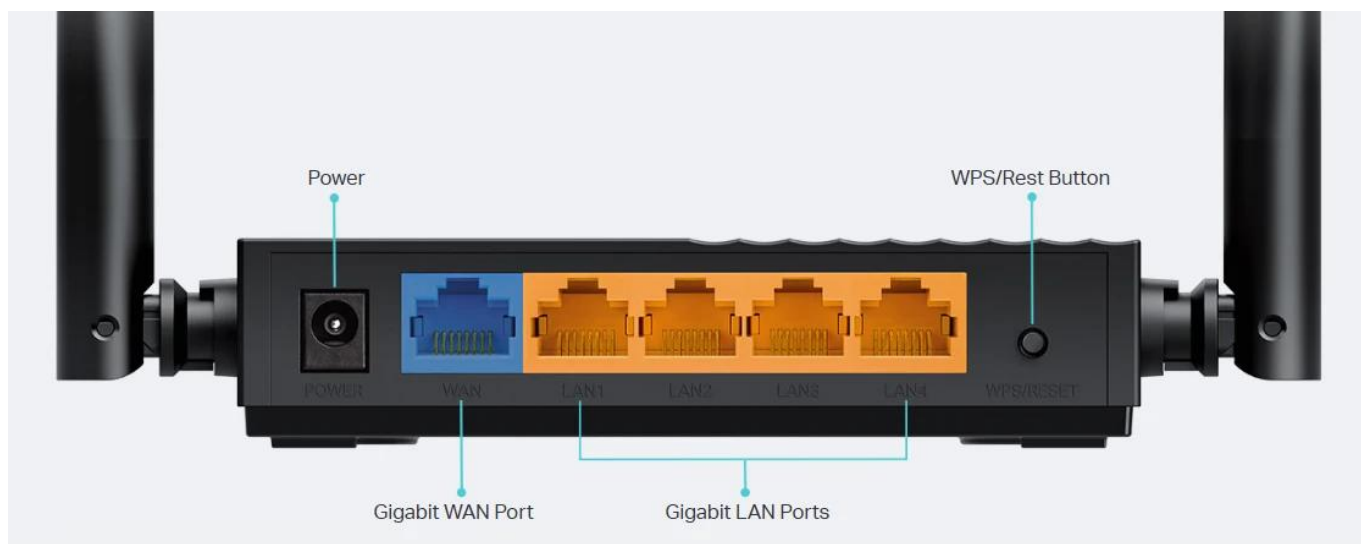 Power
WPS/Rest Button
POWER
WAN
LAN1
LAN2
LAN3
LAN4
WPS/RESET
Gigabit WAN Port
Gigabit LAN Ports